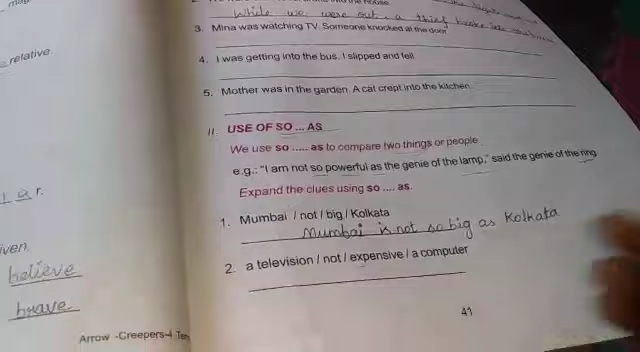 relative.
While we were out, a thief broke into
3. Mina was watching TV. Someone knocked at the door
4. I was getting into the bus. I slipped and fell
5. Mother was in the garden. A cat crept into the kitchen.
II. USE OF SO ... AS
We use so ..... as to compare two things or people
e.g.: "I am not so powerful as the genie of the lamp," said the genie of the ring.
Expand the clues using so .... as.
1. Mumbai / not / big / Kolkata
Mumbai is not so big as Kolkata
2. a television / not / expensive / a computer
41
a r.
iven.
believe
brave
Arrow -Creepers-4